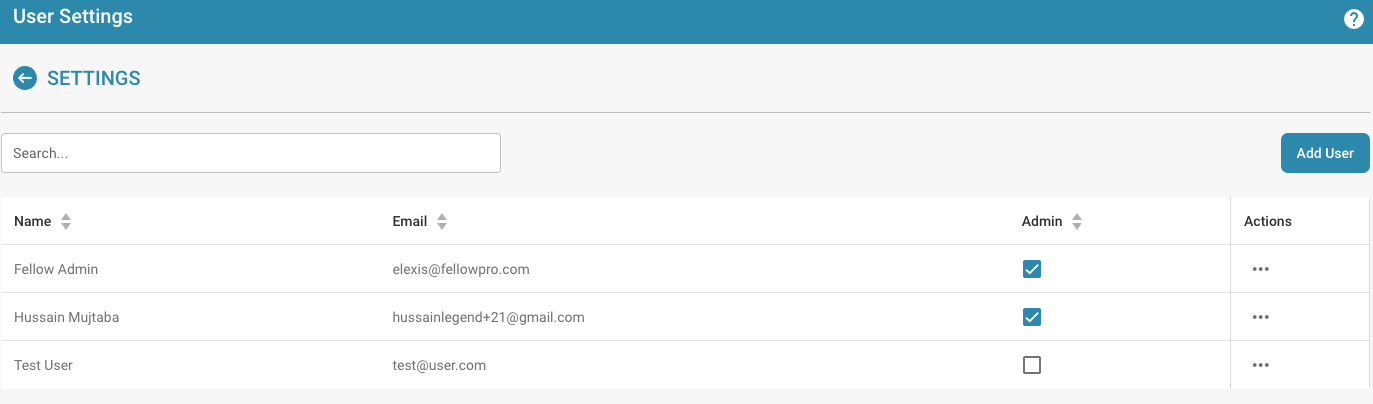 User Settings
?
SETTINGS
Search...
Add User
Name Email Admin Actions
Fellow Admin elexis@fellowpro.com
Hussain Mujtaba hussainlegend+21@gmail.com
Test User test@user.com